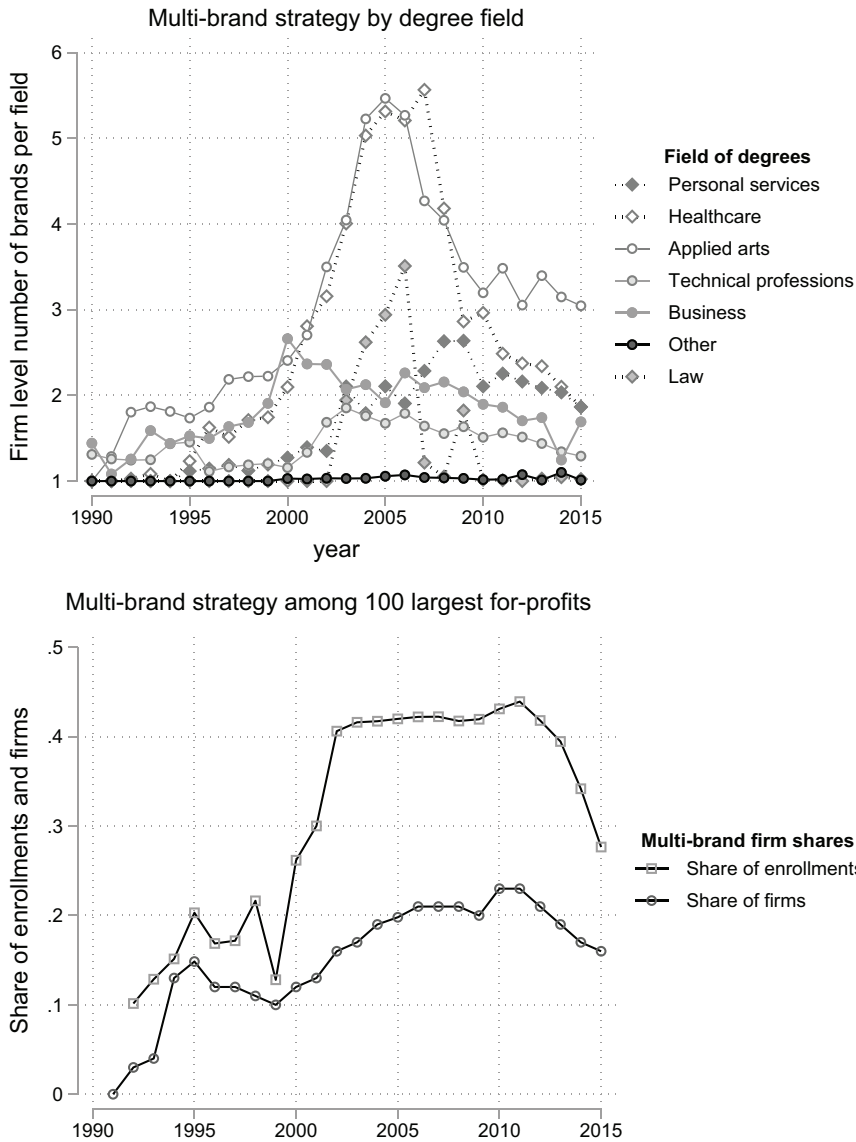 Multi-brand strategy by degree field
Firm level number of brands per field
6
5
4
3
2
1
1990
1995
2000
2005
2010
2015
year
Field of degrees
Personal services
Healthcare
Applied arts
Technical professions
Business
Other
Law
Multi-brand strategy among 100 largest for-profits
Share of enrollments and firms
.5
.4
.3
.2
.1
0
1990
1995
2000
2005
2010
2015
Multi-brand firm shares
Share of enrollments
Share of firms